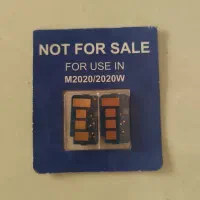 NOT FOR SALE
FOR USE IN
M2020/2020W